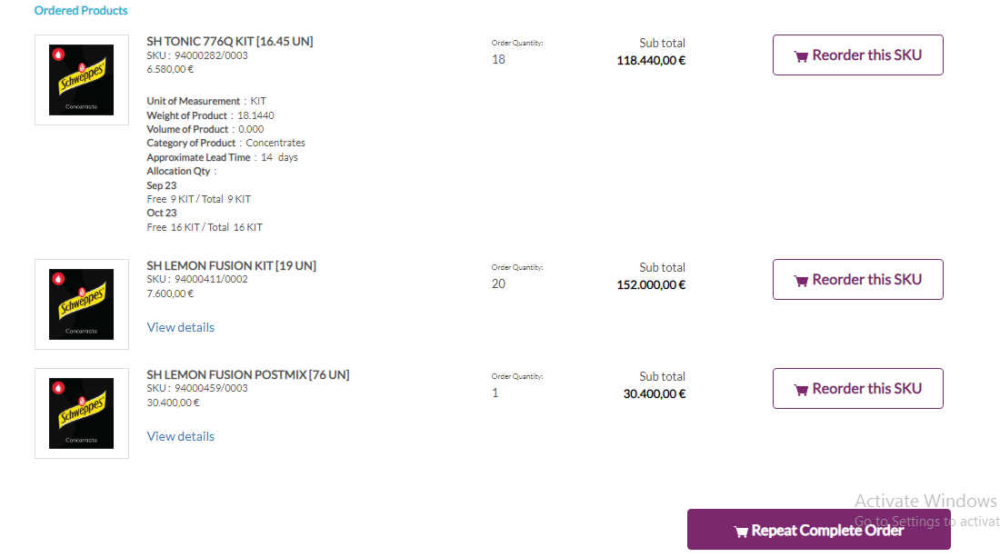 Ordered Products
Schweppes
Concentrate
SH TONIC 776Q KIT [16.45 UN]
SKU : 94000282/0003
6.580,00 €
Order Quantity:
18
Sub total
118.440,00 €
Reorder this SKU
Unit of Measurement : KIT
Weight of Product : 18.1440
Volume of Product : 0.000
Category of Product : Concentrates
Approximate Lead Time : 14 days
Allocation Qty :
Sep 23
Free 9 KIT / Total 9 KIT
Oct 23
Free 16 KIT / Total 16 KIT
Schweppes
Concentrate
SH LEMON FUSION KIT [19 UN]
SKU : 94000411/0002
7.600,00 €
View details
Order Quantity:
20
Sub total
152.000,00 €
Reorder this SKU
Schweppes
Concentrate
SH LEMON FUSION POSTMIX [76 UN]
SKU : 94000459/0003
30.400,00 €
View details
Order Quantity:
1
Sub total
30.400,00 €
Reorder this SKU
Activate Windows
Go to Settings to activat
Repeat Complete Order